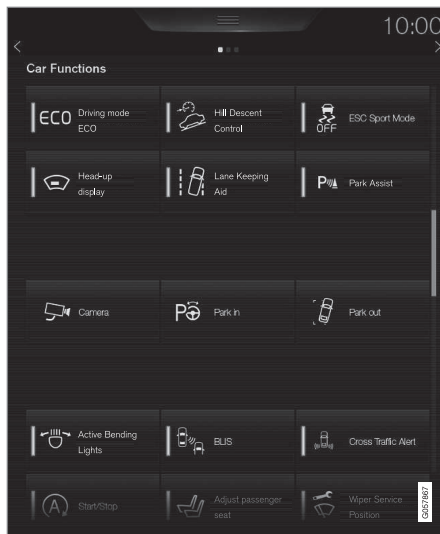 10:00
Car Functions
ECO
Driving mode
ECO
Hill Descent
Control
OFF
ESC Sport Mode
Head-up
display
Lane Keeping
Aid
P
Park Assist
Camera
P
Park in
Park out
Active Bending
Lights
BLIS
Cross Traffic Alert
A
Start/Stop
Adjust passenger
seat
Wiper Service
Position
G057867